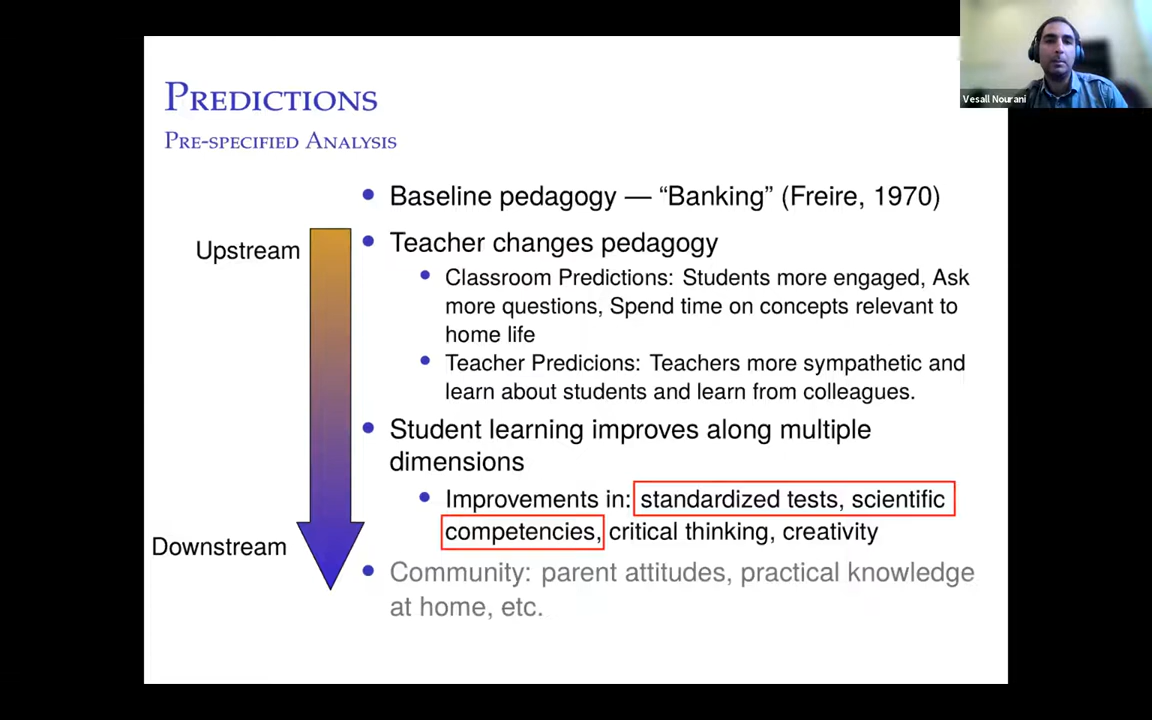 Vesall Nourani
PREDICTIONS
PRE-SPECIFIED ANALYSIS
Baseline pedagogy — “Banking” (Freire, 1970)
Upstream
Teacher changes pedagogy
Classroom Predictions: Students more engaged, Ask
more questions, Spend time on concepts relevant to
home life
Teacher Predicions: Teachers more sympathetic and
learn about students and learn from colleagues.
Student learning improves along multiple
dimensions
Improvements in: standardized tests, scientific
competencies, critical thinking, creativity
Downstream
Community: parent attitudes, practical knowledge
at home, etc.